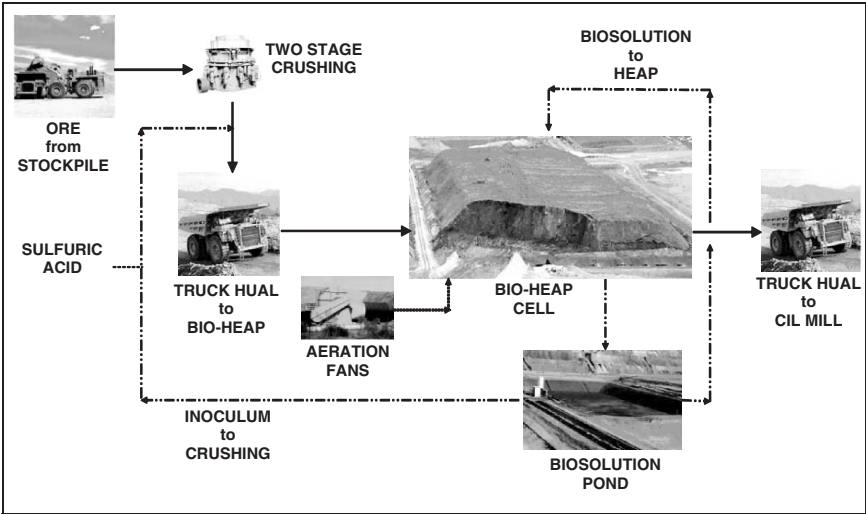 TWO STAGE
CRUSHING
BIOSOLUTION
to
HEAP
ORE
from
STOCKPILE
SULFURIC
ACID
TRUCK HUAL
to
BIO-HEAP
AERATION
FANS
BIO-HEAP
CELL
TRUCK HUAL
to
CIL MILL
INOCULUM
to
CRUSHING
BIOSOLUTION
POND